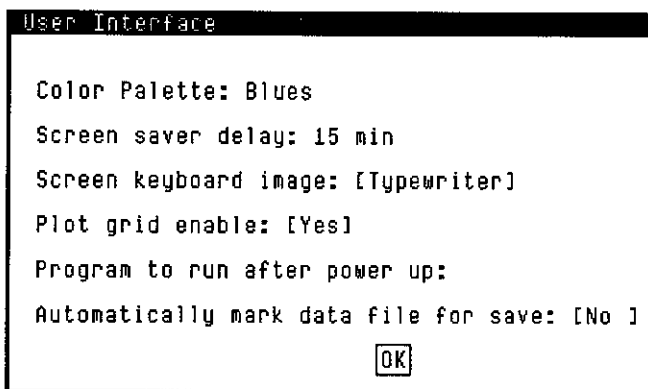 User Interface
Color Palette: Blues
Screen saver delay: 15 min
Screen keyboard image: [Typewriter]
Plot grid enable: [Yes]
Program to run after power up:
Automatically mark data file for save: [No ]
OK